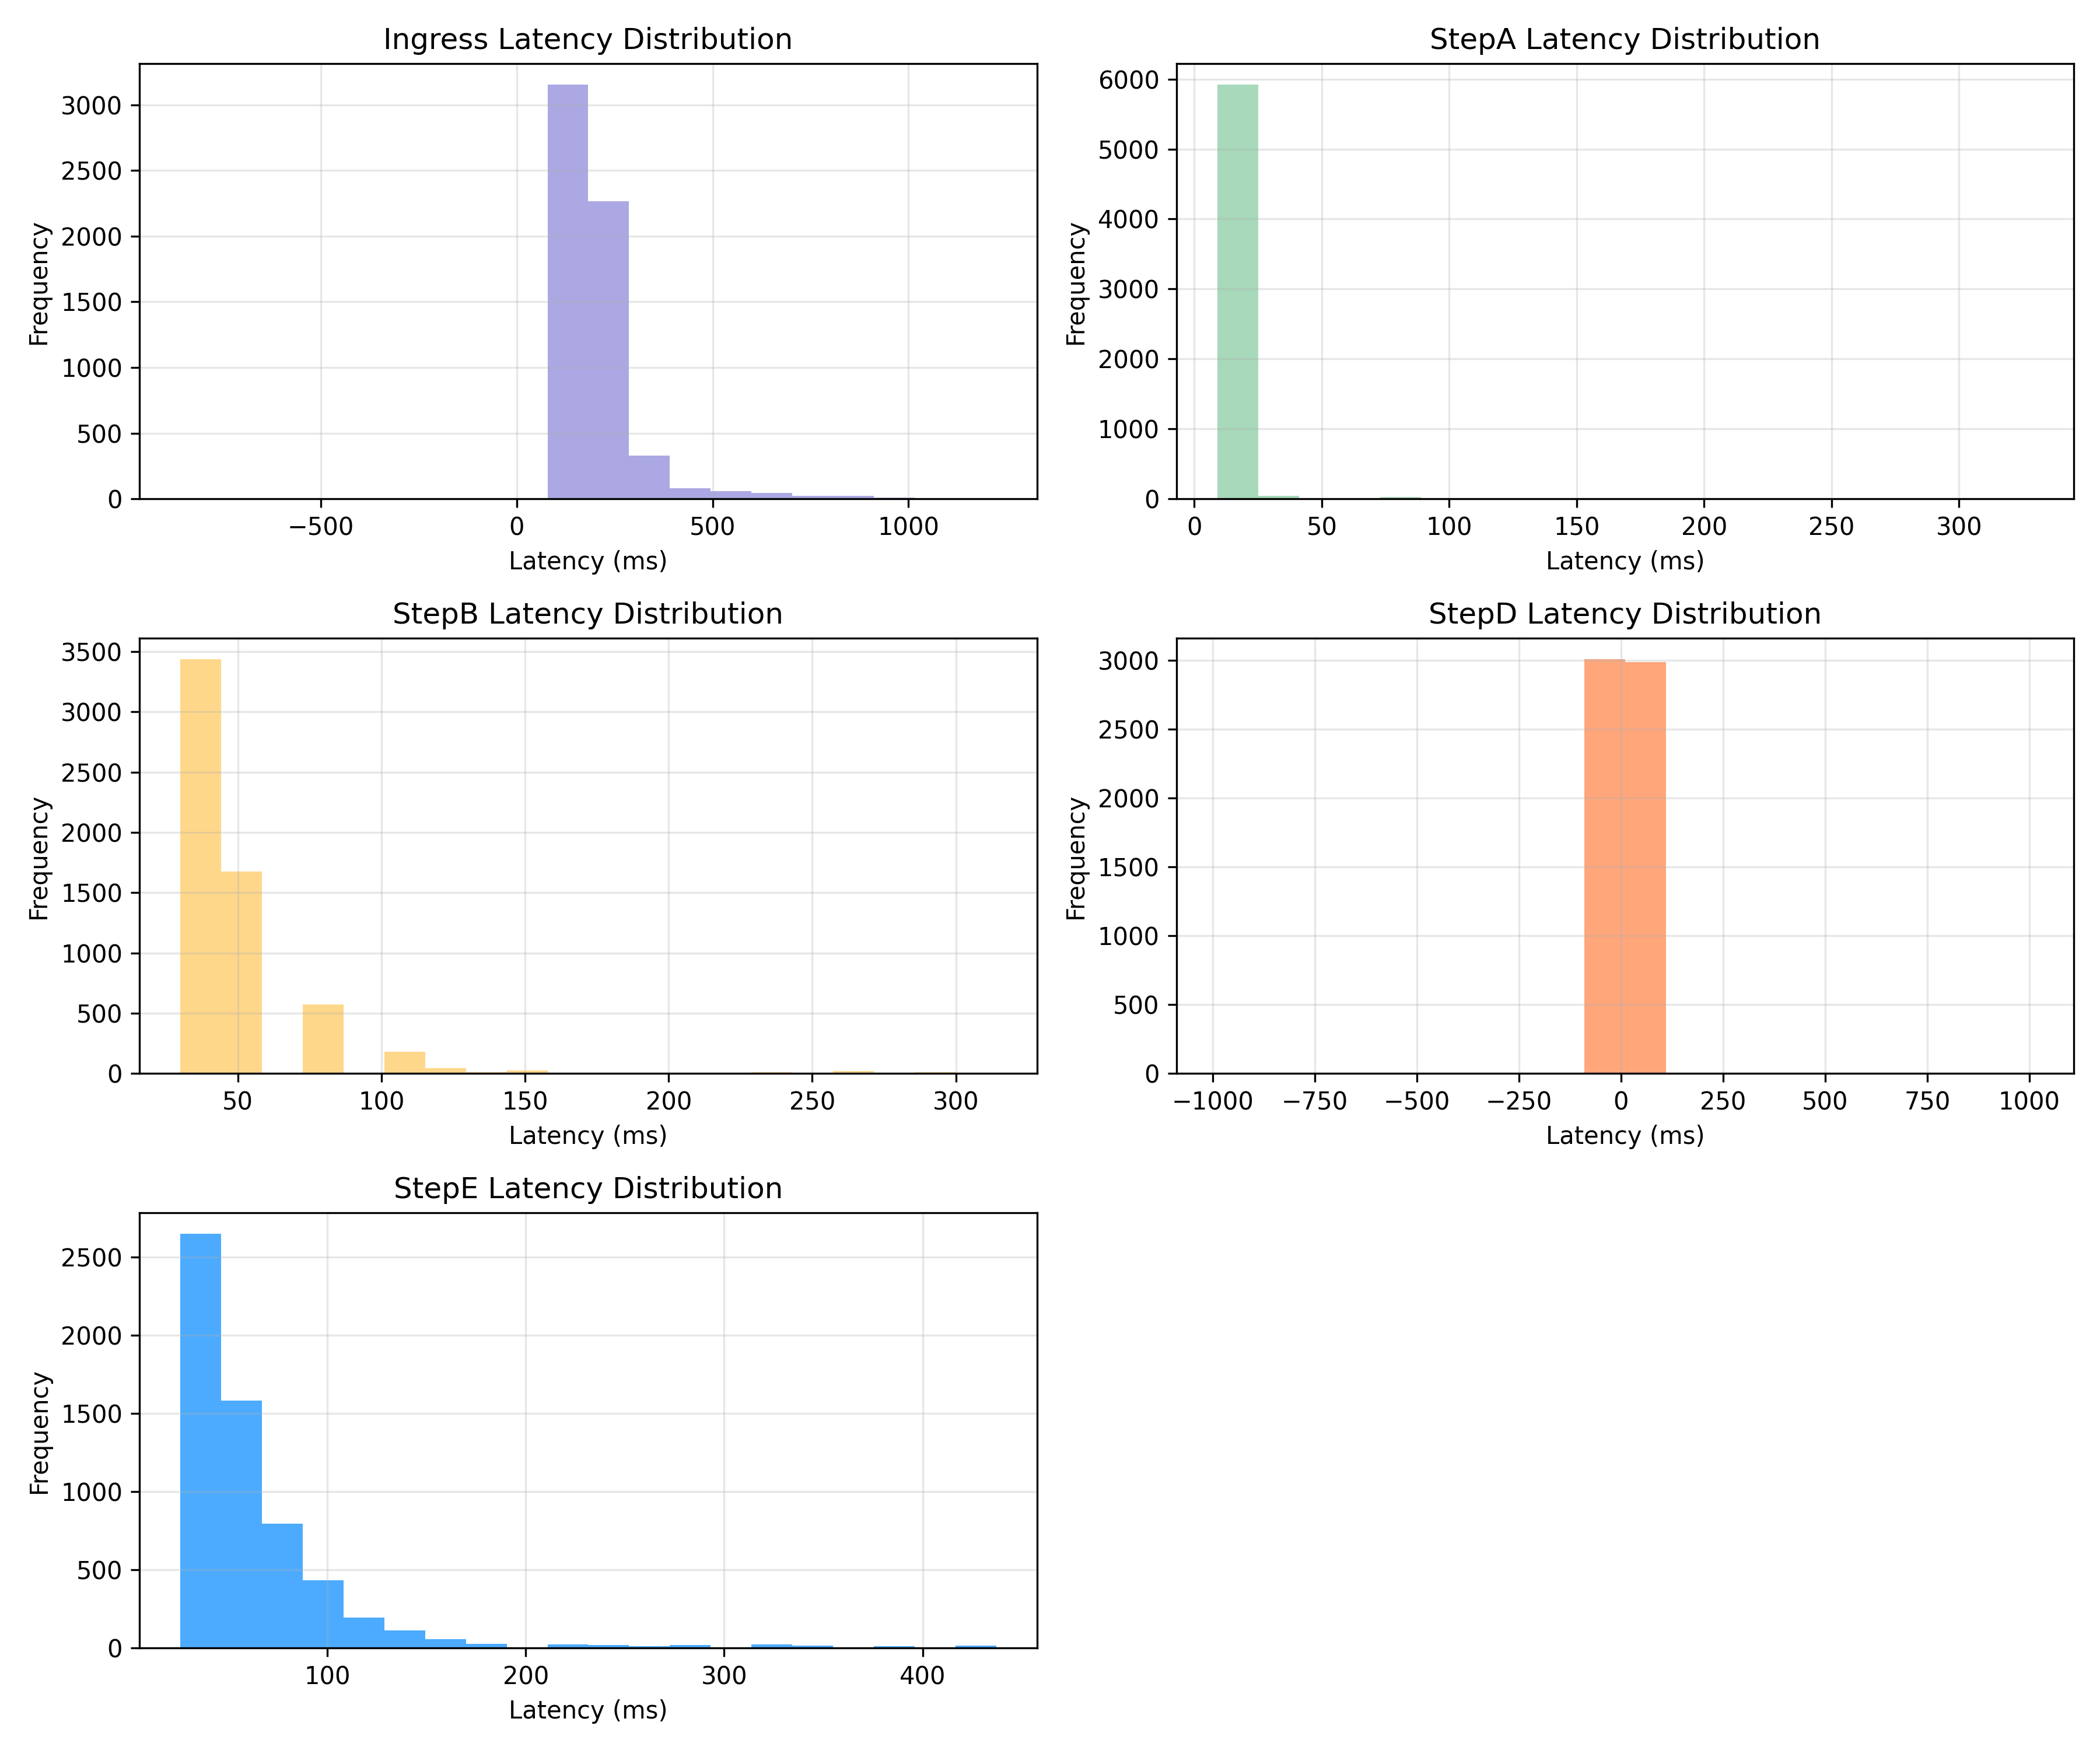 Ingress Latency Distribution
Frequency
3000
2500
2000
1500
1000
500
0
−500 0 500 1000
Latency (ms)
StepA Latency Distribution
Frequency
6000
5000
4000
3000
2000
1000
0
0 50 100 150 200 250 300
Latency (ms)
StepB Latency Distribution
Frequency
3500
3000
2500
2000
1500
1000
500
0
50 100 150 200 250 300
Latency (ms)
StepD Latency Distribution
Frequency
3000
2500
2000
1500
1000
500
0
−1000 −750 −500 −250 0 250 500 750 1000
Latency (ms)
StepE Latency Distribution
Frequency
2500
2000
1500
1000
500
0
100 200 300 400
Latency (ms)